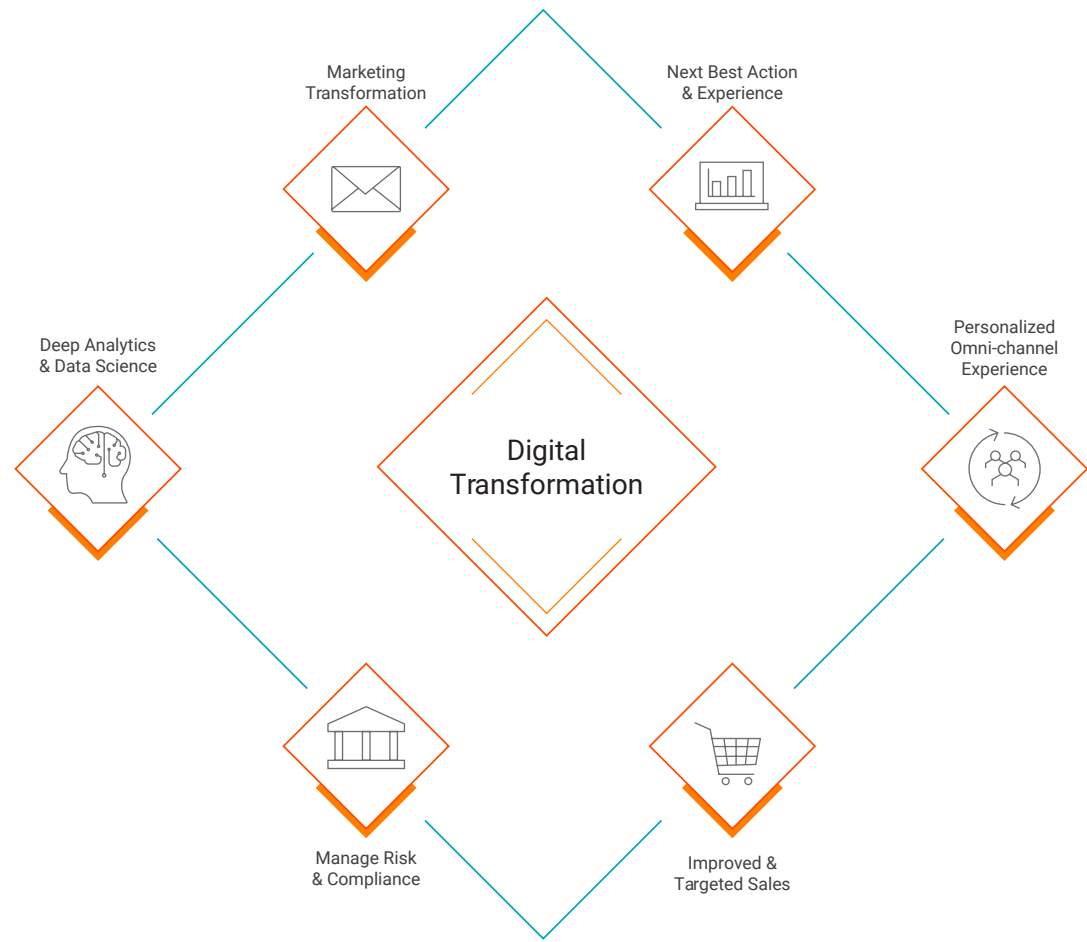 Marketing
Transformation
Next Best Action
& Experience
Deep Analytics
& Data Science
Personalized
Omni-channel
Experience
Digital
Transformation
Manage Risk
& Compliance
Improved &
Targeted Sales